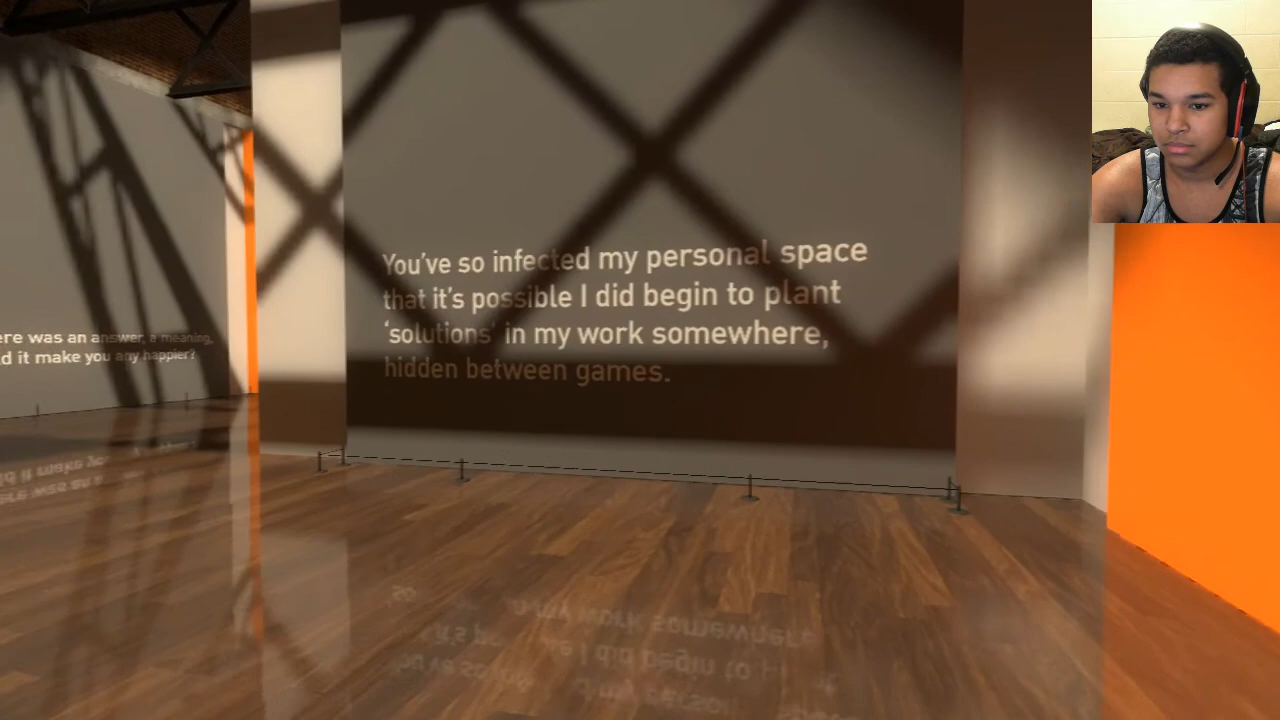 ere was an answer, a meaning,
d it make you any happier?
You've so infected my personal space
that it's possible I did begin to plant
'solutions' in my work somewhere,
hidden between games.